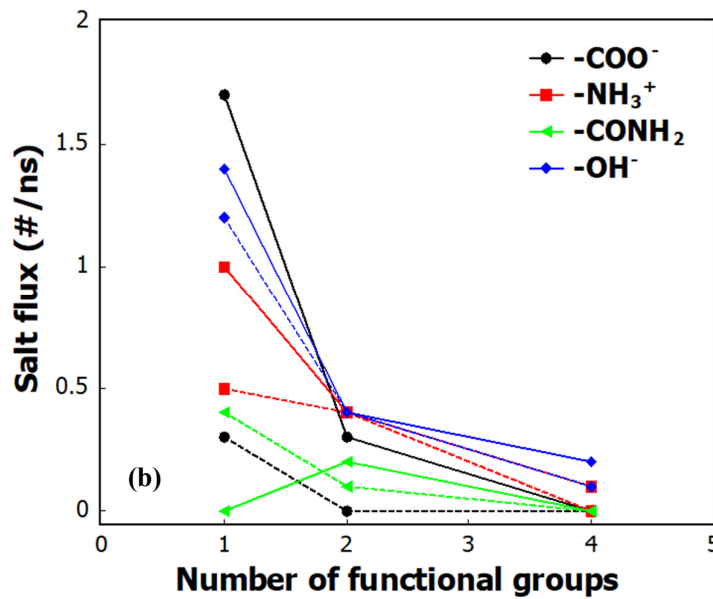 2
1.5
1
0.5
0
0 1 2 3 4 5
Salt flux (#/ns)
Number of functional groups
(b)
-COO⁻
-NH₃⁺
-CONH₂
-OH⁻